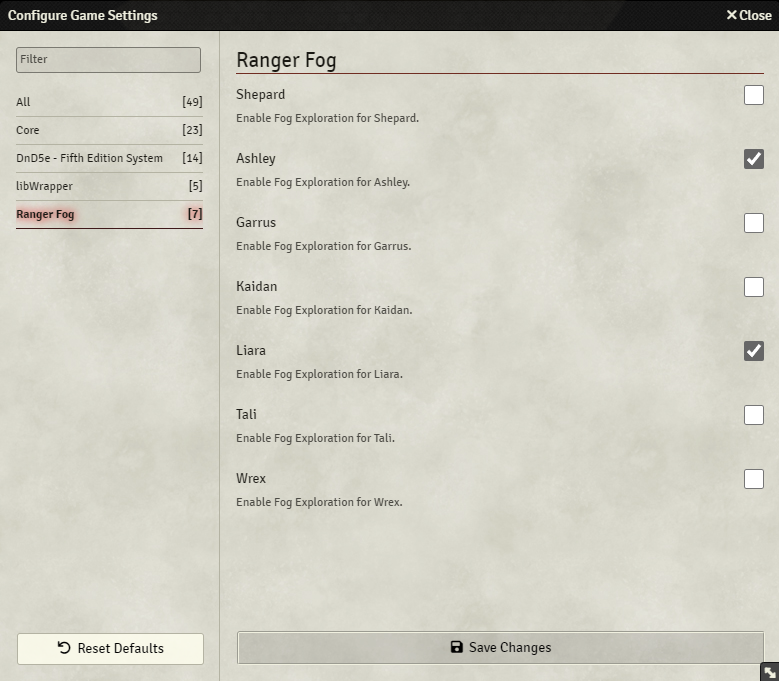 Configure Game Settings
Close
Filter
All [49]
Core [23]
DnD5e - Fifth Edition System [14]
libWrapper [5]
Ranger Fog [7]
Reset Defaults
Ranger Fog
Shepard
Enable Fog Exploration for Shepard.
Ashley
Enable Fog Exploration for Ashley.
Garrus
Enable Fog Exploration for Garrus.
Kaidan
Enable Fog Exploration for Kaidan.
Liara
Enable Fog Exploration for Liara.
Tali
Enable Fog Exploration for Tali.
Wrex
Enable Fog Exploration for Wrex.
Save Changes